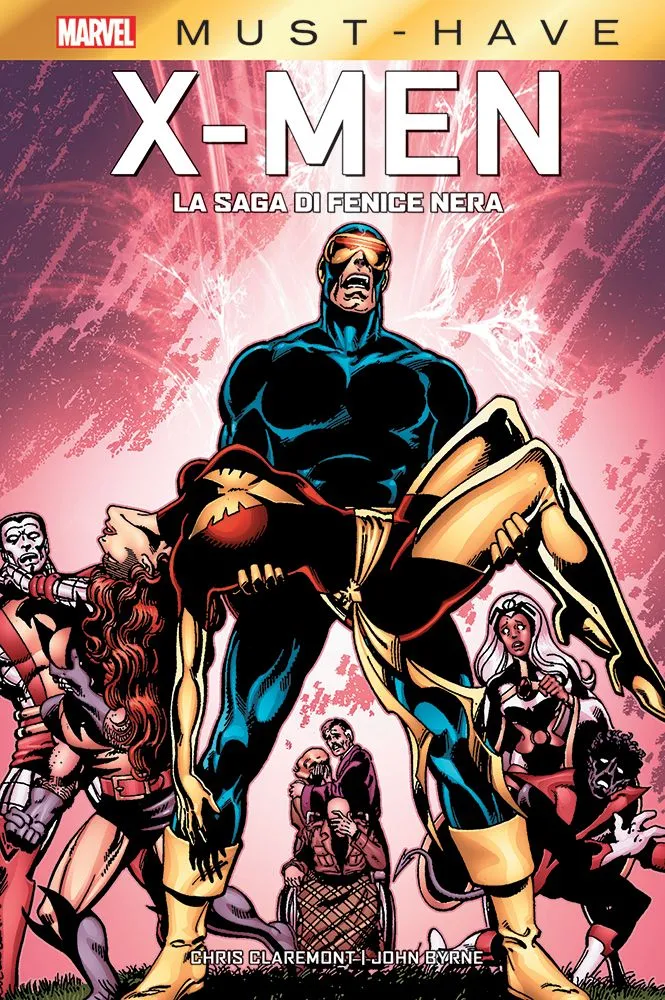 MARVEL MUST-HAVE
X-MEN
LA SAGA DI FENICE NERA
CHRIS CLAREMONT | JOHN BYRNE